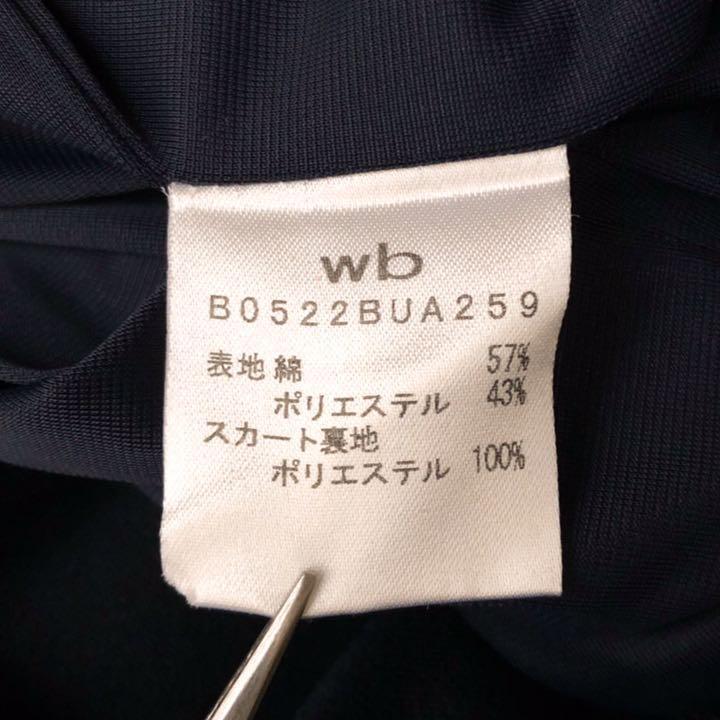 wb
B0522BUA259
表地 綿 57%
ポリエステル 43%
スカート裏地
ポリエステル 100%